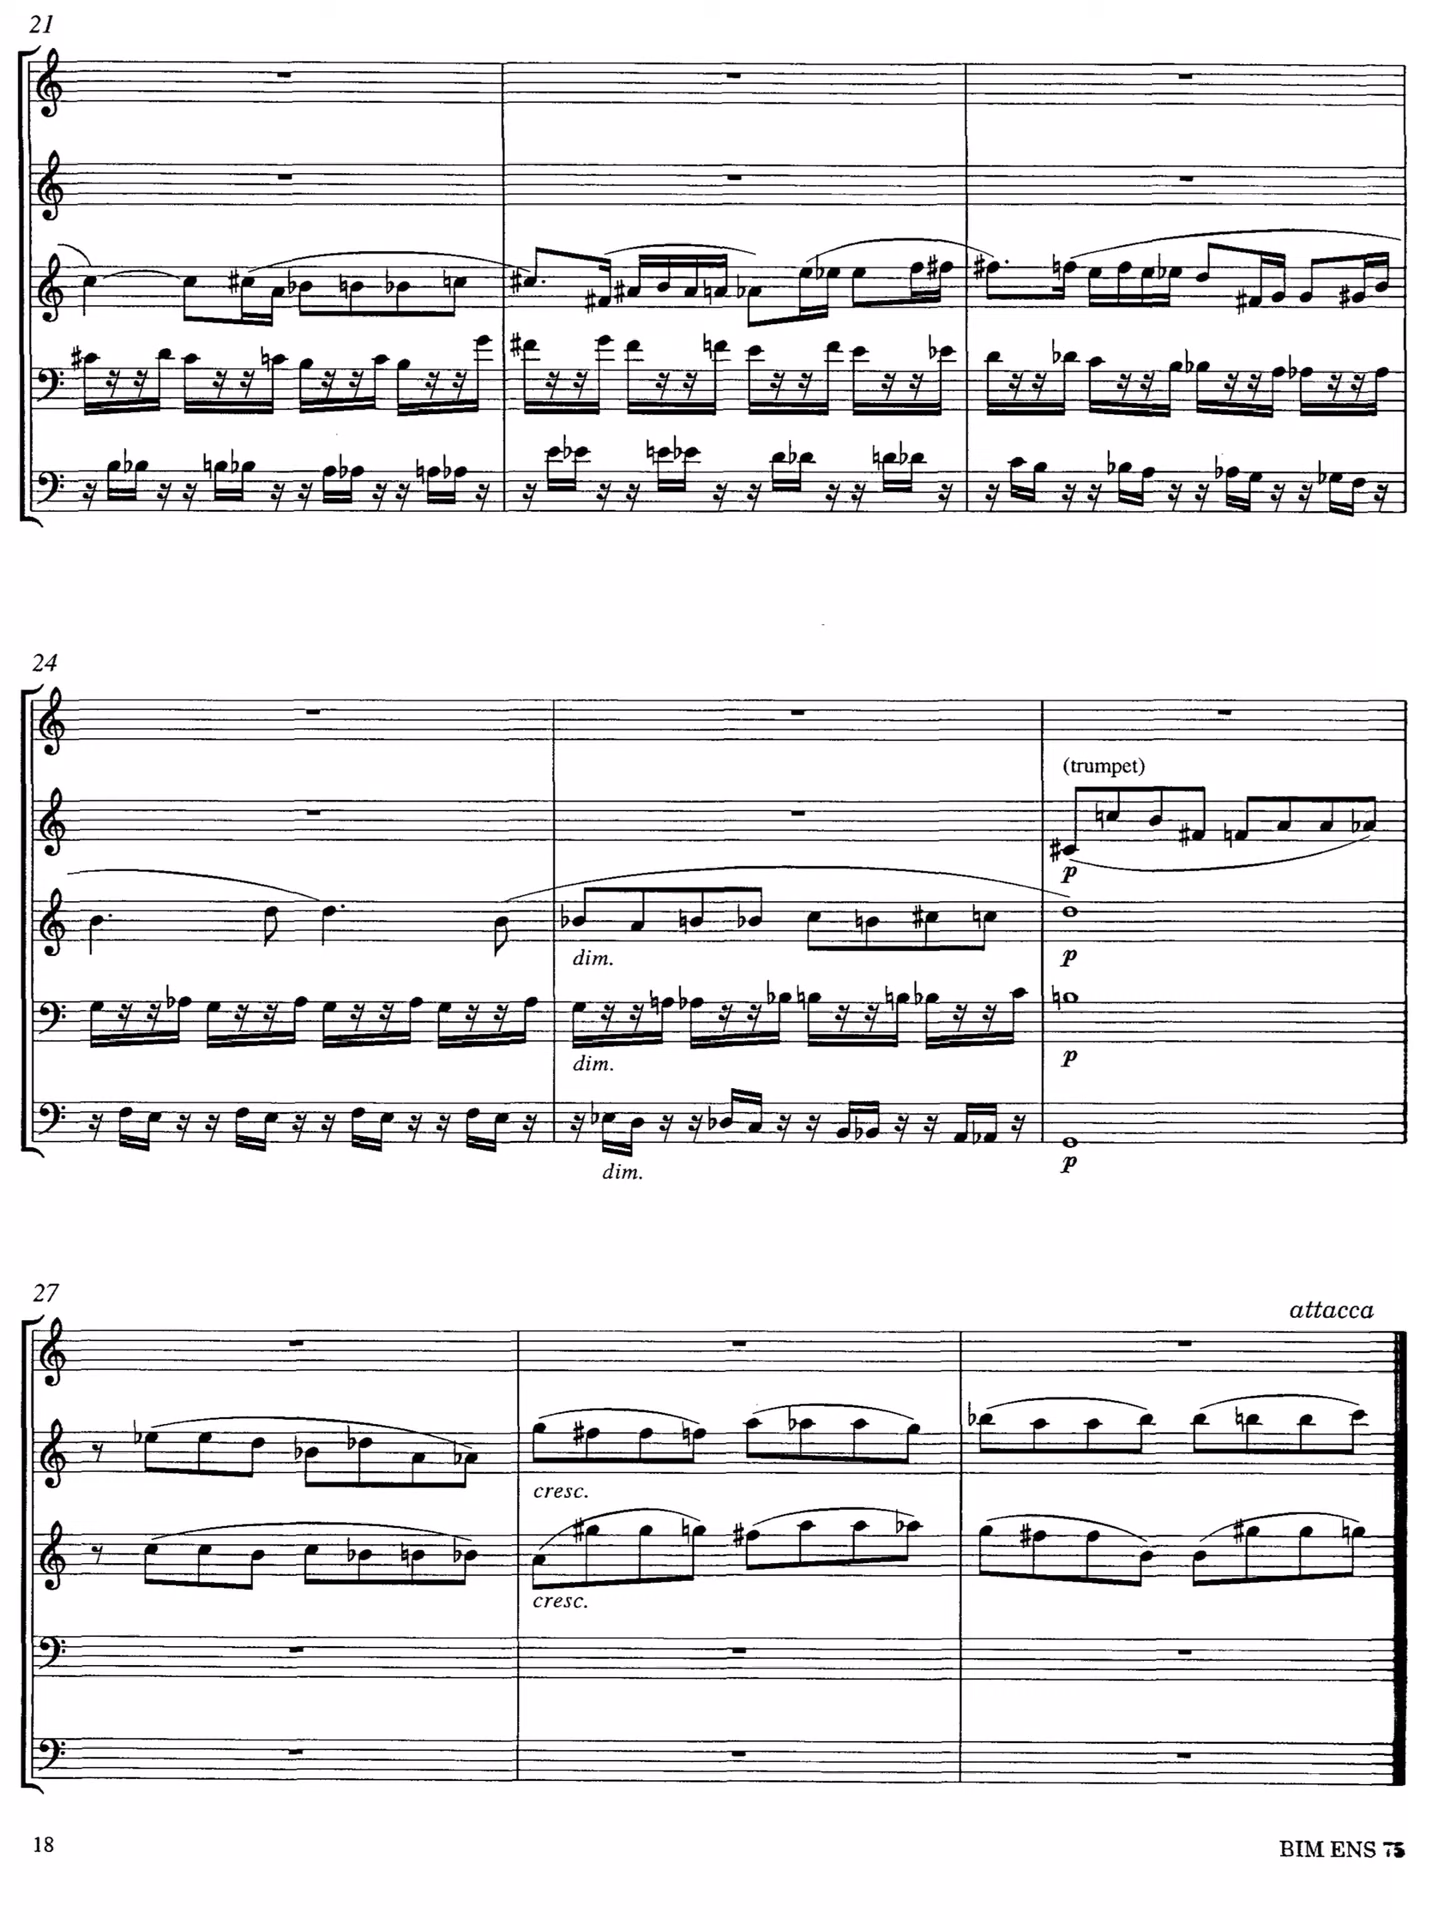 21
24
(trumpet)
p
p
dim.
p
dim.
p
dim.
27
attacca
cresc.
cresc.
18
BIM ENS 75